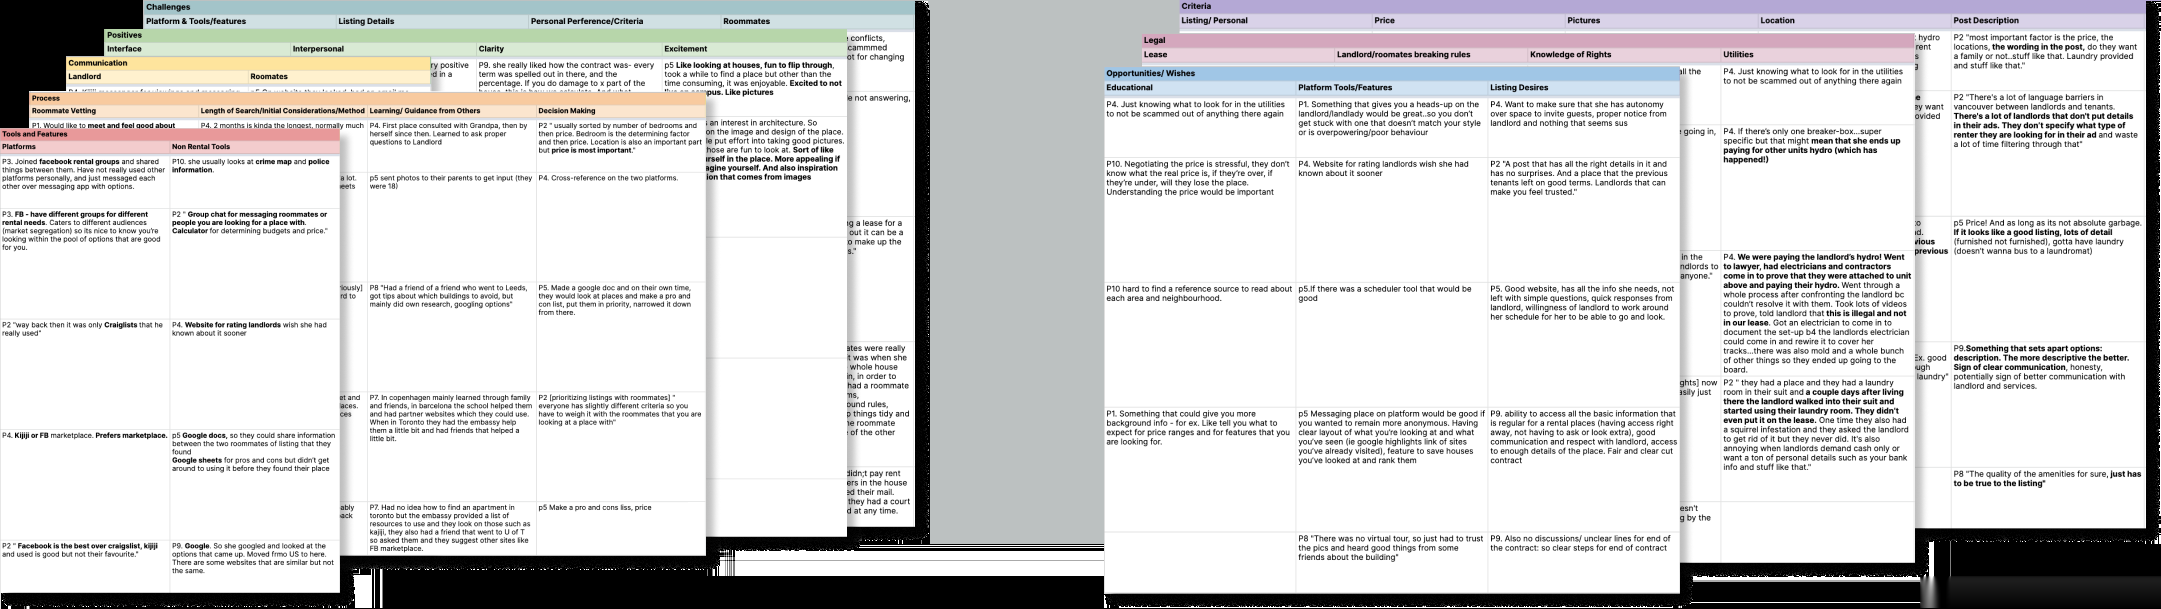 Challenges
Platform & Tools/features
Listing Details
Personal Perference/Criteria
Roommates
conflicts,
cammmed
for changing
not answering,
ng a lease for a
out it can be a
o make up the
s."
ates were really
t was when she
whole house
n, in order to
had a roommate
ound rules,
p things tidy and
e of the other
didn;t pay rent
ers in the house
ed their mail.
they had a court
d at any time.
Positives
Interface
Interpersonal
Clarity
Excitement
ry positive
ed in a
P9. she really liked how the contract was- every
term was spelled out in there, and the
percentage. If you do damage to x part of the
p5 Like looking at houses, fun to flip through,
took a while to find a place but other than the
time consuming, it was enjoyable. Excited to not
pus. Like pictures
s an interest in architecture. So
on the image and design of the place.
le put effort into taking good pictures.
hose are fun to look at. Sort of like
urself in the place. More appealing if
agine yourself. And also inspiration
tion that comes from images
Communication
Landlord
Roomates
Process
Roommate Vetting
Length of Search/Initial Considerations/Method
Learning/ Guidance from Others
Decision Making
P1. Would like to meet and feel good about
P4. 2 months is kinda the longest, normally much
a lot.
eets
iously]
rd to
et and
laces.
ces
bably
back
P4. First place consulted with Grandpa, then by
herself since then. Learned to ask proper
questions to Landlord
P2 " usually sorted by number of bedrooms and
then price. Bedroom is the determining factor
and then price. Location is also an important part
but price is most important."
p5 sent photos to their parents to get input (they
were 18)
P4. Cross-reference on the two platforms.
P8 "Had a friend of a friend who went to Leeds,
got tips about which buildings to avoid, but
mainly did own research, googling options"
P5. Made a google doc and on their own time,
they would look at places and make a pro and
con list, put them in priority, narrowed it down
from there.
P7. In copenhagen mainly learned through family
and friends, in barcelona the school helped them
and had partner websites which they could use.
When in Toronto they had the embassy help
them a little bit and had friends that helped a
little bit.
P2 [prioritizing listings with roommates] "
everyone has slightly different criteria so you
have to weigh it with the roommates that you are
looking at a place with"
P7. Had no idea how to find an apartment in
toronto but the embassy provided a list of
resources to use and they look on those such as
kajiji, they also had a friend that went to U of T
so asked them and they suggest other sites like
FB marketplace.
p5 Make a pro and cons liss, price
Tools and Features
Platforms
Non Rental Tools
P3. Joined facebook rental groups and shared
things between them. Have not really used other
platforms personally, and just messaged each
other over messaging app with options.
P10. she usually looks at crime map and police
information.
P3. FB - have different groups for different
rental needs. Caters to different audiences
(market segregation) so its nice to know you're
looking within the pool of options that are good
for you.
P2 " Group chat for messaging roommates or
people you are looking for a place with.
Calculator for determining budgets and price."
P2 "way back then it was only Craiglists that he
really used"
P4. Website for rating landlords wish she had
known about it sooner
P4. Kijiji or FB marketplace. Prefers marketplace.
p5 Google docs, so they could share information
between the two roommates of listing that they
found
Google sheets for pros and cons but didn't get
around to using it before they found their place
P2 " Facebook is the best over craigslist, kijiji
and used is good but not their favourite."
P9. Google. So she googled and looked at the
options that came up. Moved frmo US to here.
There are some websites that are similar but not
the same.
Criteria
Listing/ Personal
Price
Pictures
Location
Post Description
hydro
rent
P2 "most important factor is the price, the
locations, the wording in the post, do they want
a family or not..stuff like that. Laundry provided
and stuff like that."
ey want
rovided
P2 "There's a lot of language barriers in
vancouver between landlords and tenants.
There's a lot of landlords that don't put details
in their ads. They don't specify what type of
renter they are looking for in their ad and waste
a lot of time filtering through that"
to
d.
vious
previous
p5 Price! And as long as its not absolute garbage.
If it looks like a good listing, lots of detail
(furnished not furnished), gotta have laundry
(doesn't wanna bus to a laundromat)
Ex. good
ough
laundry"
P9.Something that sets apart options:
description. The more descriptive the better.
Sign of clear communication, honesty,
potentially sign of better communication with
landlord and services.
P8 "The quality of the amenities for sure, just has
to be true to the listing"
Legal
Lease
Landlord/roomates breaking rules
Knowledge of Rights
Utilities
all the
P4. Just knowing what to look for in the utilities
to not be scammed out of anything there again
going in,
P4. If there's only one breaker-box...super
specific but that might mean that she ends up
paying for other units hydro (which has
happened!)
in the
ndlords to
anyone."
P4. We were paying the landlord's hydro! Went
to lawyer, had electricians and contractors
come in to prove that they were attached to unit
above and paying their hydro. Went through a
whole process after confronting the landlord bc
couldn't resolve it with them. Took lots of videos
to prove, told landlord that this is illegal and not
in our lease. Got an electrician to come in to
document the set-up b4 the landlords electrician
could come in and rewire it to cover her
tracks...there was also mold and a whole bunch
of other things so they ended up going to the
board.
ghts] now
easily just
P2 " they had a place and they had a laundry
room in their suit and a couple days after living
there the landlord walked into their suit and
started using their laundry room. They didn't
even put it on the lease. One time they also had
a squirrel infestation and they asked the landlord
to get rid of it but they never did. It's also
annoying when landlords demand cash only or
want a ton of personal details such as your bank
info and stuff like that."
esn't
g by the
Opportunities/ Wishes
Educational
Platform Tools/Features
Listing Desires
P4. Just knowing what to look for in the utilities
to not be scammed out of anything there again
P1. Something that gives you a heads-up on the
landlord/landlady would be great..so you don't
get stuck with one that doesn't match your style
or is overpowering/poor behaviour
P4. Want to make sure that she has autonomy
over space to invite guests, proper notice from
landlord and nothing that seems sus
P10. Negotiating the price is stressful, they don't
know what the real price is, if they're over, if
they're under, will they lose the place.
Understanding the price would be important
P4. Website for rating landlords wish she had
known about it sooner
P2 "A post that has all the right details in it and
has no surprises. And a place that the previous
tenants left on good terms. Landlords that can
make you feel trusted."
P10 hard to find a reference source to read about
each area and neighbourhood.
p5.If there was a scheduler tool that would be
good
P5. Good website, has all the info she needs, not
left with simple questions, quick responses from
landlord, willingness of landlord to work around
her schedule for her to be able to go and look.
P1. Something that could give you more
background info - for ex. Like tell you what to
expect for price ranges and for features that you
are looking for.
p5 Messaging place on platform would be good if
you wanted to remain more anonymous. Having
clear layout of what you're looking at and what
you've seen (ie google highlights link of sites
you've already visited), feature to save houses
you've looked at and rank them
P9. ability to access all the basic information that
is regular for a rental places (having access right
away, not having to ask or look extra), good
communication and respect with landlord, access
to enough details of the place. Fair and clear cut
contract
P8 "There was no virtual tour, so just had to trust
the pics and heard good things from some
friends about the building"
P9. Also no discussions/ unclear lines for end of
the contract: so clear steps for end of contract